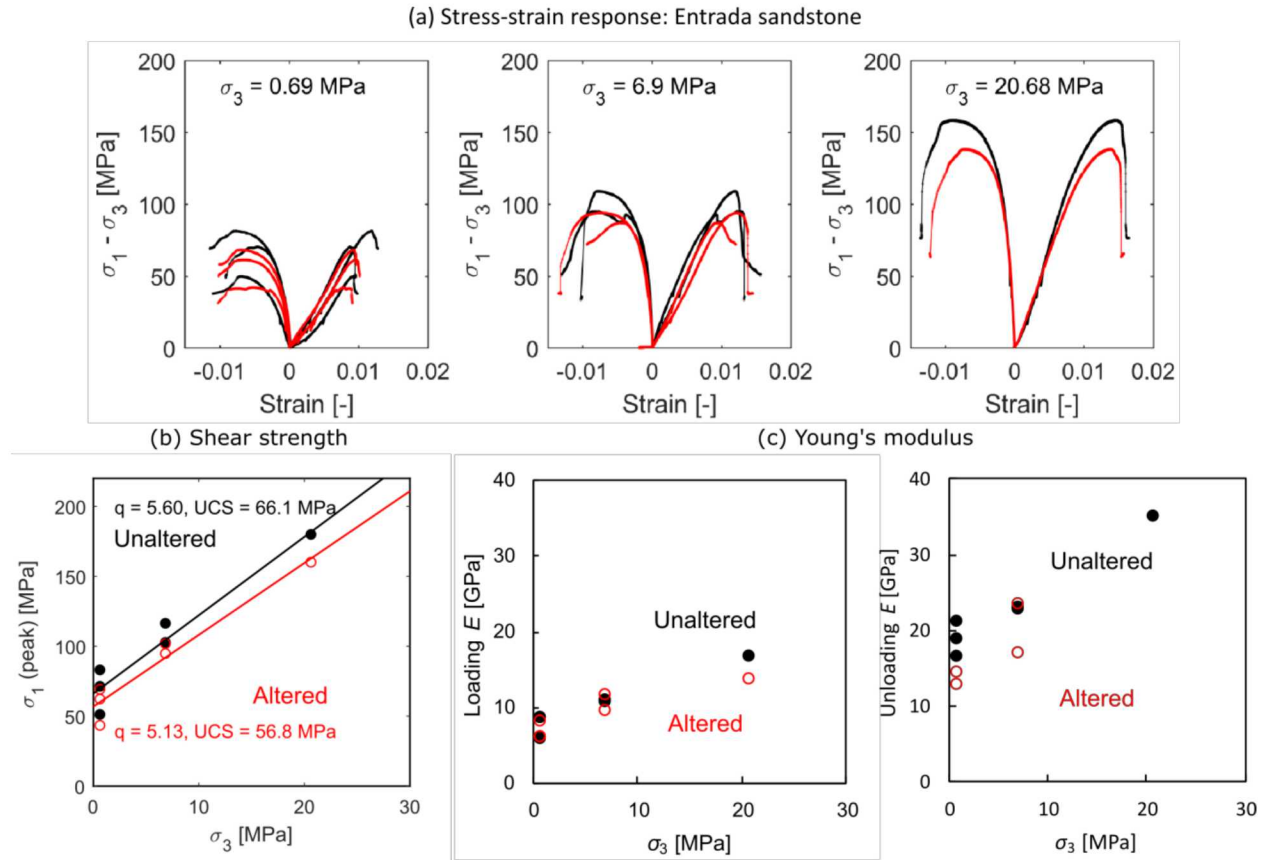 (a) Stress-strain response: Entrada sandstone
σ3 = 0.69 MPa
σ3 = 6.9 MPa
σ3 = 20.68 MPa
σ1 - σ3 [MPa]
200
150
100
50
0
-0.01 0 0.01 0.02
Strain [-]
σ1 - σ3 [MPa]
200
150
100
50
0
-0.01 0 0.01 0.02
Strain [-]
σ1 - σ3 [MPa]
200
150
100
50
0
-0.01 0 0.01 0.02
Strain [-]
(b) Shear strength
(c) Young's modulus
σ1 (peak) [MPa]
200
150
100
50
0
q = 5.60, UCS = 66.1 MPa
Unaltered
Altered
q = 5.13, UCS = 56.8 MPa
0 10 20 30
σ3 [MPa]
Loading E [GPa]
40
30
20
10
0
Unaltered
Altered
0 10 20 30
σ3 [MPa]
Unloading E [GPa]
40
30
20
10
0
Unaltered
Altered
0 10 20 30
σ3 [MPa]